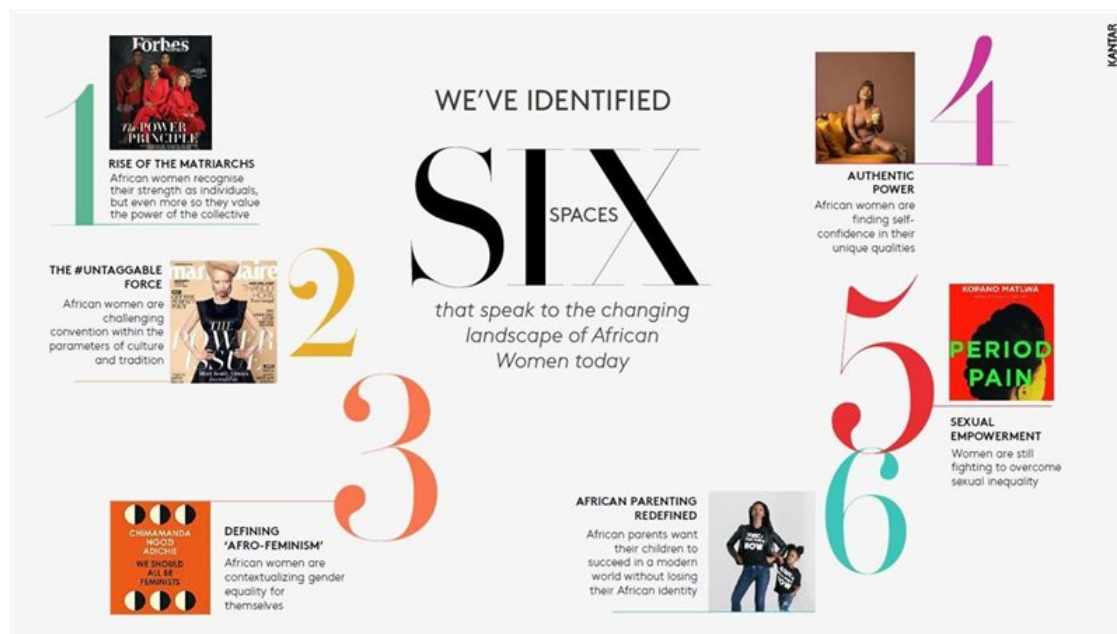 KANTAR
WE'VE IDENTIFIED
SIX
SPACES
that speak to the changing
landscape of African
Women today
1
Forbes
The POWER
PRINCIPLE
RISE OF THE MATRIARCHS
African women recognise
their strength as individuals,
but even more so they value
the power of the collective
2
marie claire
THE
POWER
ISSUE
THE #UNTAGGABLE
FORCE
African women are
challenging
convention within the
parameters of culture
and tradition
3
CHIMAMANDA
NGOZI
ADICHIE
WE SHOULD
ALL BE
FEMINISTS
DEFINING
'AFRO-FEMINISM'
African women are
contextualizing gender
equality for
themselves
4
AUTHENTIC
POWER
African women are
finding self-
confidence in their
unique qualities
5
KOPANO MATLWA
PERIOD
PAIN
SEXUAL
EMPOWERMENT
Women are still
fighting to overcome
sexual inequality
6
AFRICAN PARENTING
REDEFINED
African parents want
their children to
succeed in a modern
world without losing
their African identity